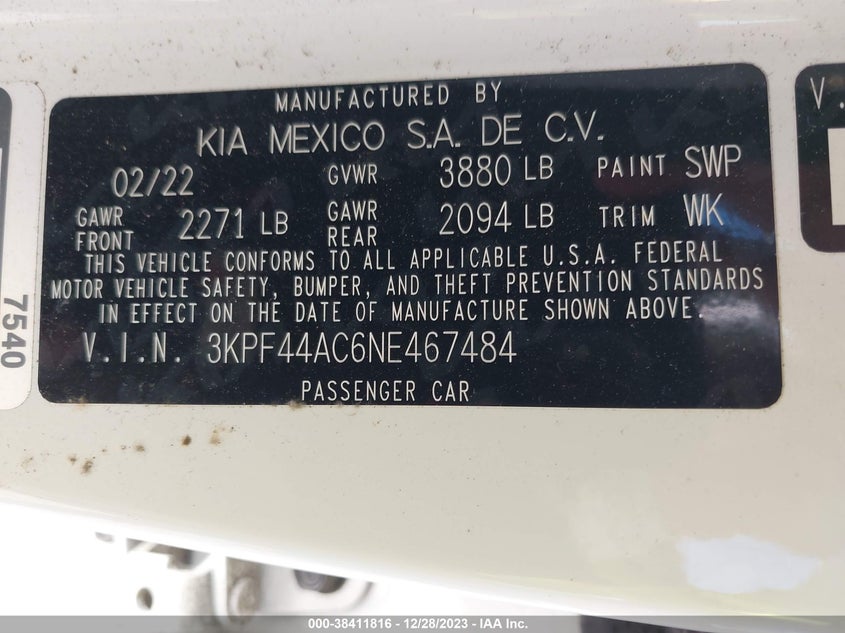 MANUFACTURED BY
KIA MEXICO S.A. DE C.V.
02/22 GVWR 3880 LB PAINT SWP
GAWR FRONT 2271 LB GAWR REAR 2094 LB TRIM WK
THIS VEHICLE CONFORMS TO ALL APPLICABLE U.S.A. FEDERAL
MOTOR VEHICLE SAFETY, BUMPER, AND THEFT PREVENTION STANDARDS
IN EFFECT ON THE DATE OF MANUFACTURE SHOWN ABOVE.
V.I.N. 3KPF44AC6NE467484
PASSENGER CAR
7540
V.
000-38411816 - 12/28/2023 - IAA Inc.